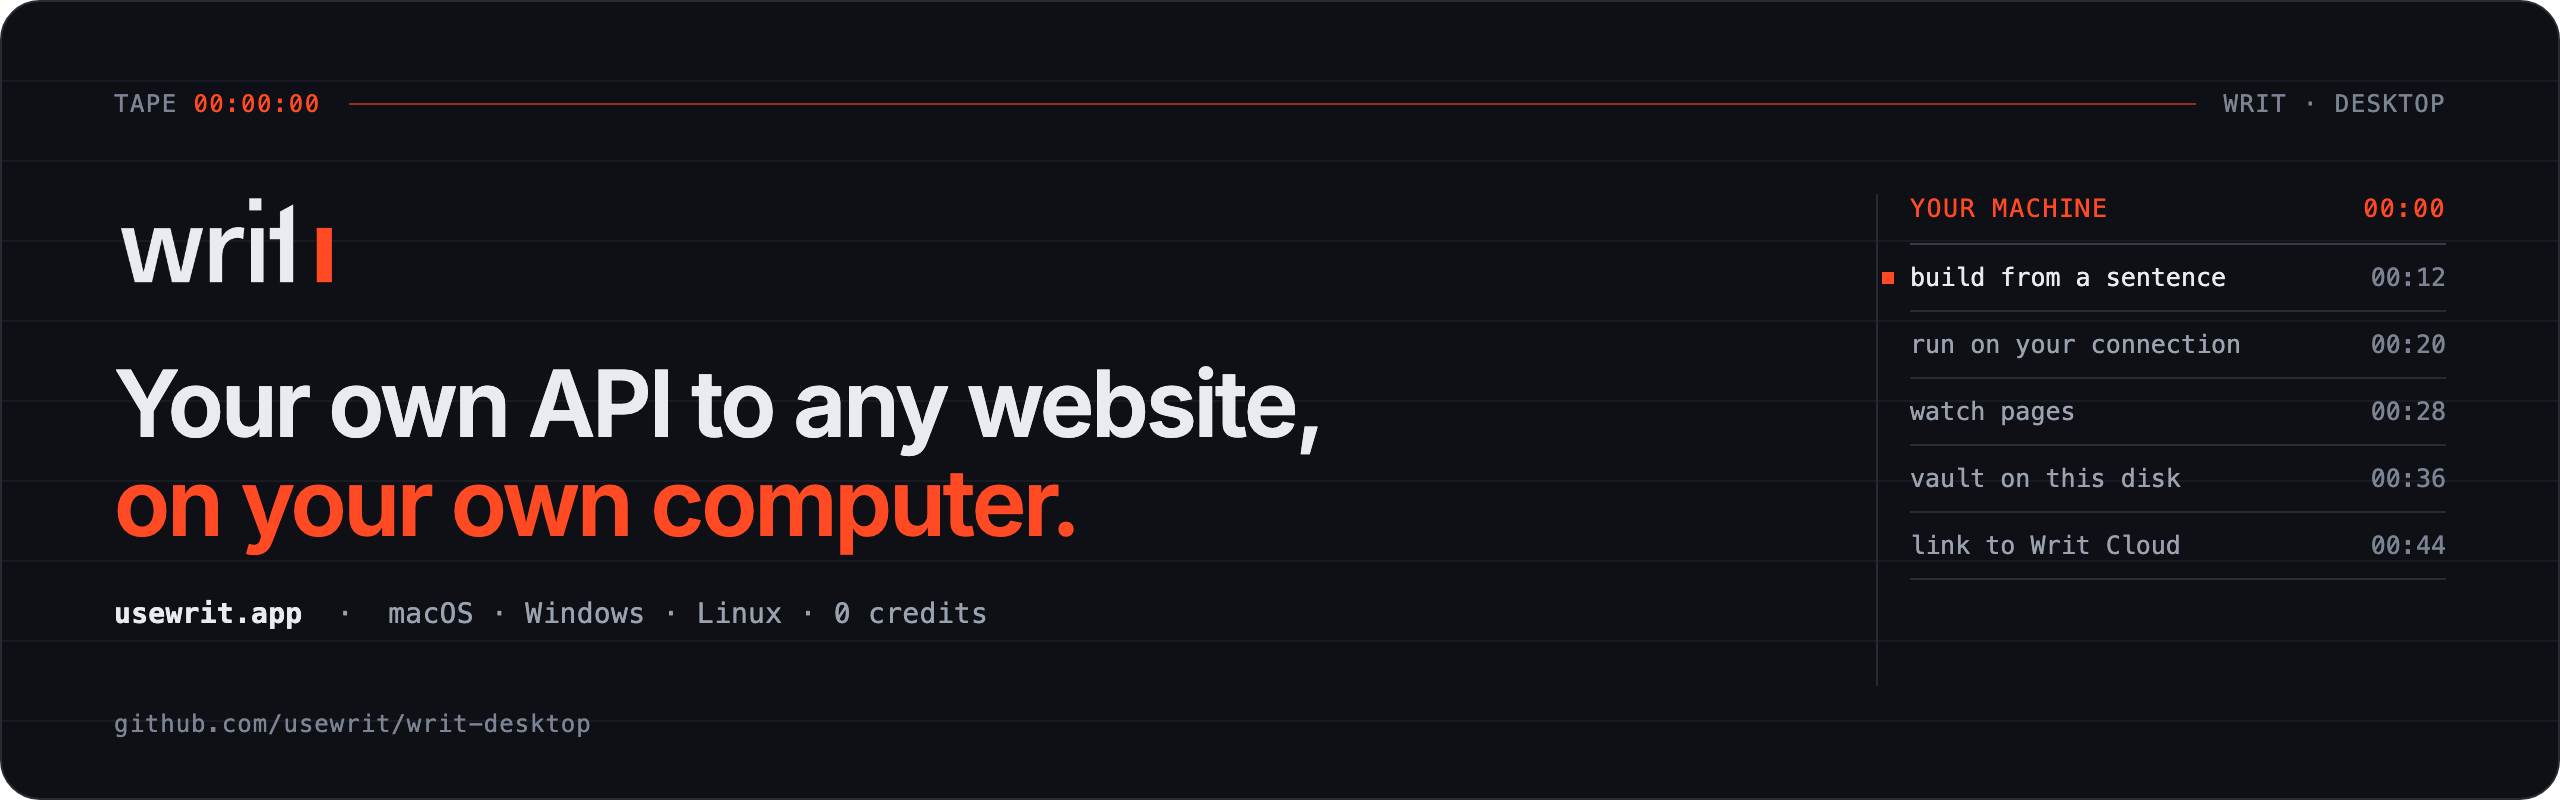 TAPE 00:00:00 WRIT · DESKTOP
writ
Your own API to any website,
on your own computer.
usewrit.app · macOS · Windows · Linux · 0 credits
github.com/usewrit/writ-desktop
YOUR MACHINE 00:00
build from a sentence 00:12
run on your connection 00:20
watch pages 00:28
vault on this disk 00:36
link to Writ Cloud 00:44